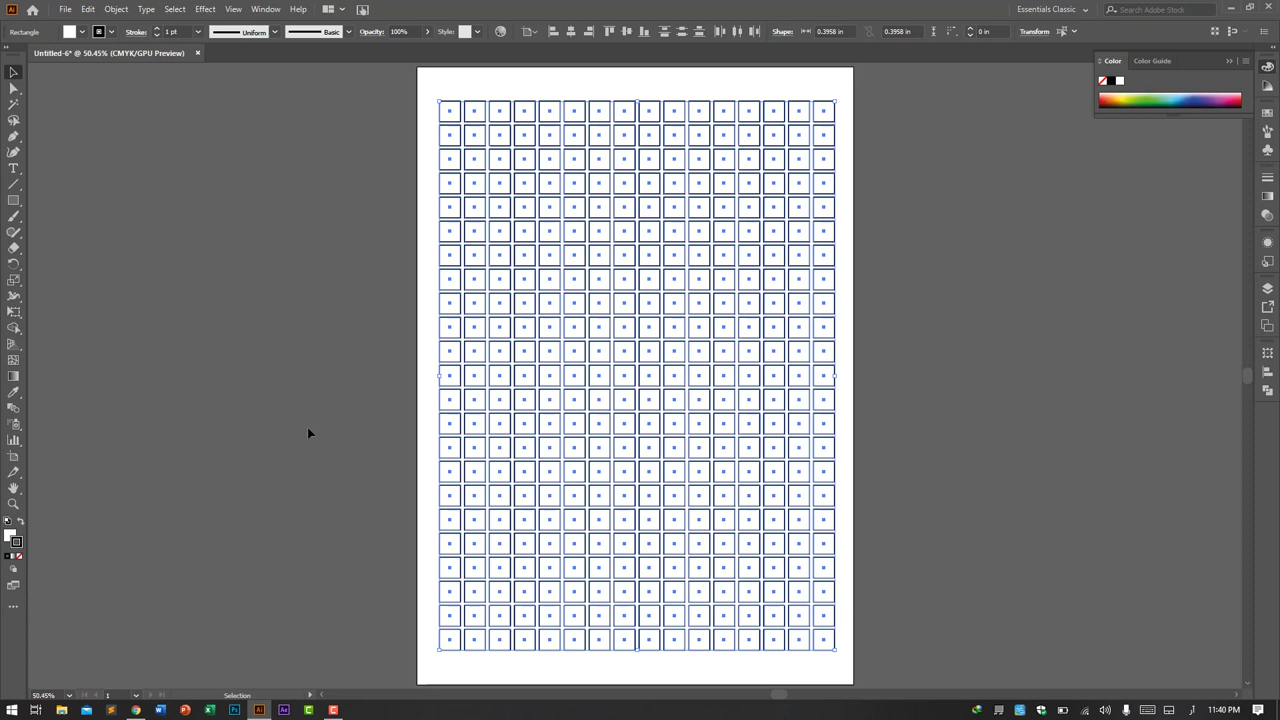 Ai File Edit Object Type Select Effect View Window Help Essentials Classic Search Adobe Stock
Rectangle Stroke: 1 pt Uniform Basic Opacity: 100% Style: Shape: 0.3958 in 0.3958 in 0 in Transform
Untitled-6* @ 50.45% (CMYK/GPU Preview) ×
Color Color Guide
50.45% 1 Selection
11:40 PM